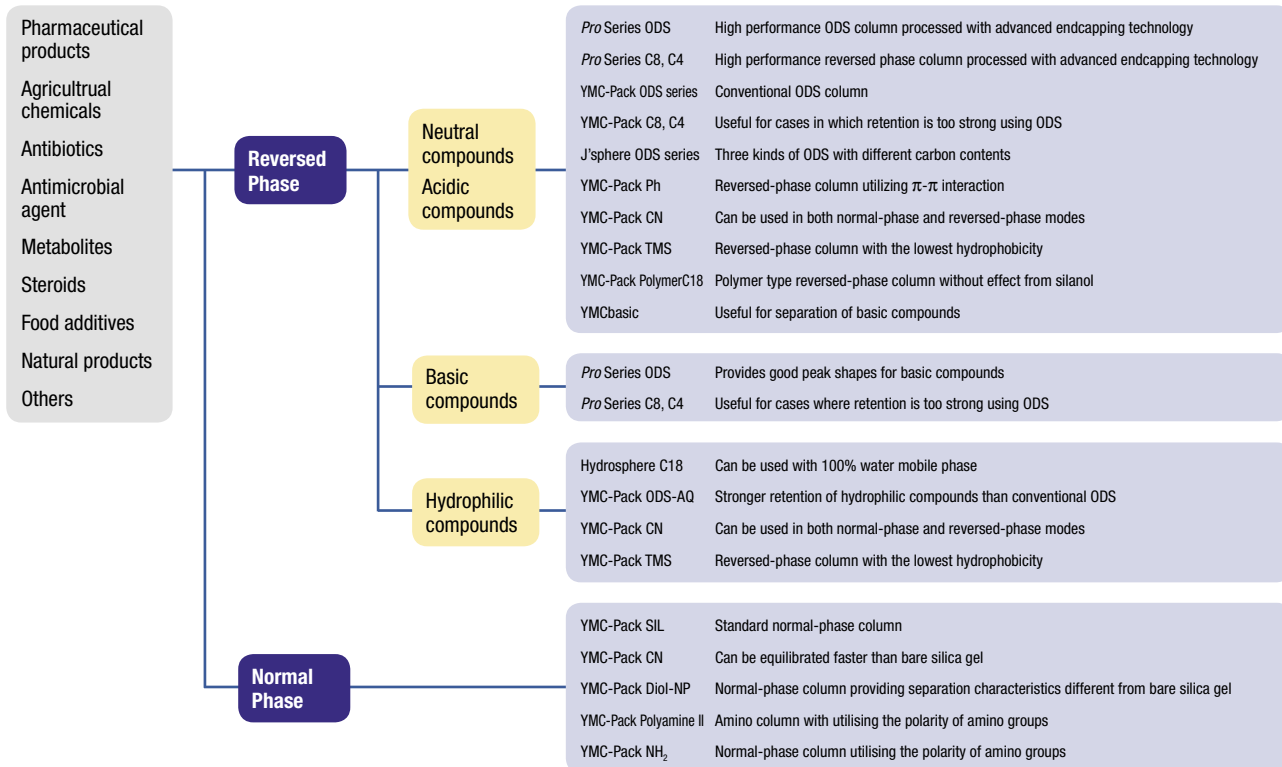 Pharmaceutical
products
Agricultrual
chemicals
Antibiotics
Antimicrobial
agent
Metabolites
Steroids
Food additives
Natural products
Others
Reversed
Phase
Neutral
compounds
Acidic
compounds
Pro Series ODS High performance ODS column processed with advanced endcapping technology
Pro Series C8, C4 High performance reversed phase column processed with advanced endcapping technology
YMC-Pack ODS series Conventional ODS column
YMC-Pack C8, C4 Useful for cases in which retention is too strong using ODS
J'sphere ODS series Three kinds of ODS with different carbon contents
YMC-Pack Ph Reversed-phase column utilizing π-π interaction
YMC-Pack CN Can be used in both normal-phase and reversed-phase modes
YMC-Pack TMS Reversed-phase column with the lowest hydrophobicity
YMC-Pack PolymerC18 Polymer type reversed-phase column without effect from silanol
YMCbasic Useful for separation of basic compounds
Basic
compounds
Pro Series ODS Provides good peak shapes for basic compounds
Pro Series C8, C4 Useful for cases where retention is too strong using ODS
Hydrophilic
compounds
Hydrosphere C18 Can be used with 100% water mobile phase
YMC-Pack ODS-AQ Stronger retention of hydrophilic compounds than conventional ODS
YMC-Pack CN Can be used in both normal-phase and reversed-phase modes
YMC-Pack TMS Reversed-phase column with the lowest hydrophobicity
Normal
Phase
YMC-Pack SIL Standard normal-phase column
YMC-Pack CN Can be equilibrated faster than bare silica gel
YMC-Pack Diol-NP Normal-phase column providing separation characteristics different from bare silica gel
YMC-Pack Polyamine II Amino column with utilising the polarity of amino groups
YMC-Pack NH₂ Normal-phase column utilising the polarity of amino groups